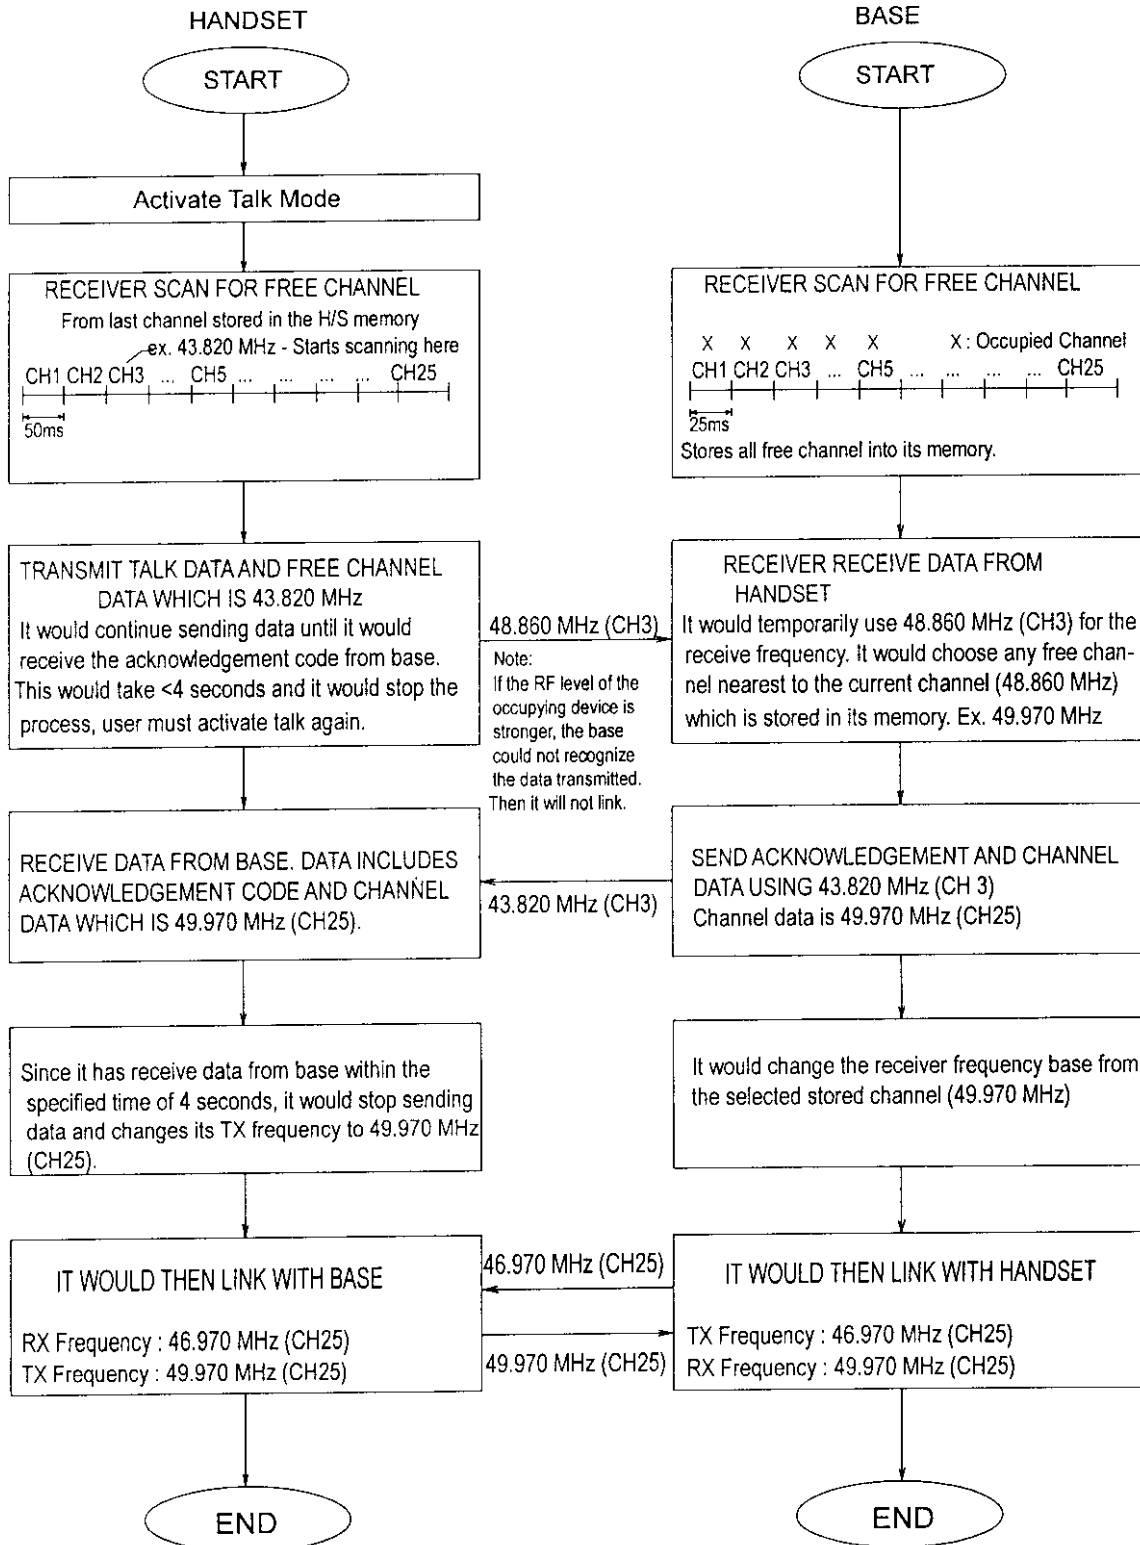 HANDSET
START
Activate Talk Mode
RECEIVER SCAN FOR FREE CHANNEL
From last channel stored in the H/S memory
ex. 43.820 MHz - Starts scanning here
CH1 CH2 CH3 ... CH5 ... ... ... ... CH25
50ms
TRANSMIT TALK DATA AND FREE CHANNEL
DATA WHICH IS 43.820 MHz
It would continue sending data until it would
receive the acknowledgement code from base.
This would take <4 seconds and it would stop the
process, user must activate talk again.
RECEIVE DATA FROM BASE. DATA INCLUDES
ACKNOWLEDGEMENT CODE AND CHANNEL
DATA WHICH IS 49.970 MHz (CH25).
Since it has receive data from base within the
specified time of 4 seconds, it would stop sending
data and changes its TX frequency to 49.970 MHz
(CH25).
IT WOULD THEN LINK WITH BASE
RX Frequency : 46.970 MHz (CH25)
TX Frequency : 49.970 MHz (CH25)
END
48.860 MHz (CH3)
Note:
If the RF level of the
occupying device is
stronger, the base
could not recognize
the data transmitted.
Then it will not link.
43.820 MHz (CH3)
46.970 MHz (CH25)
49.970 MHz (CH25)
BASE
START
RECEIVER SCAN FOR FREE CHANNEL
X X X X X X : Occupied Channel
CH1 CH2 CH3 ... CH5 ... ... ... ... CH25
25ms
Stores all free channel into its memory.
RECEIVER RECEIVE DATA FROM
HANDSET
It would temporarily use 48.860 MHz (CH3) for the
receive frequency. It would choose any free chan-
nel nearest to the current channel (48.860 MHz)
which is stored in its memory. Ex. 49.970 MHz
SEND ACKNOWLEDGEMENT AND CHANNEL
DATA USING 43.820 MHz (CH 3)
Channel data is 49.970 MHz (CH25)
It would change the receiver frequency base from
the selected stored channel (49.970 MHz)
IT WOULD THEN LINK WITH HANDSET
TX Frequency : 46.970 MHz (CH25)
RX Frequency : 49.970 MHz (CH25)
END